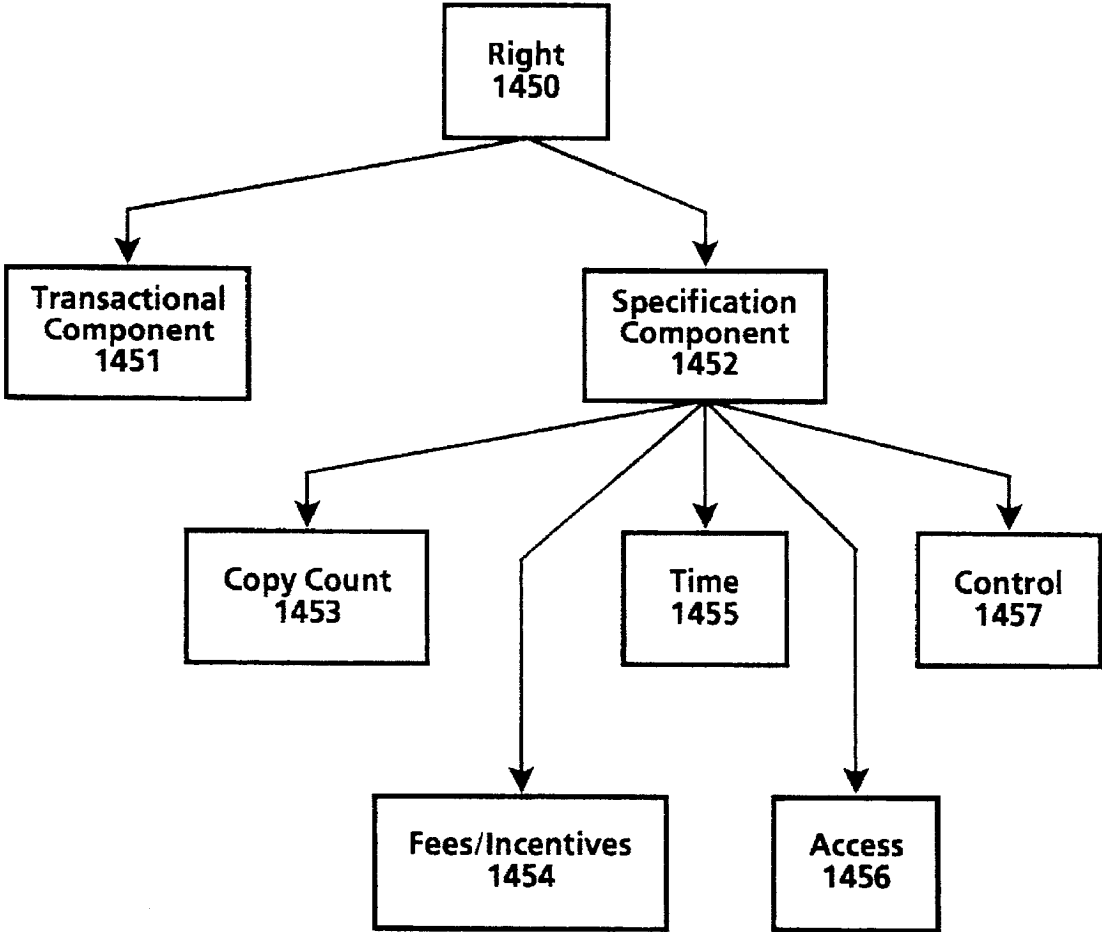 Right
1450
Transactional
Component
1451
Specification
Component
1452
Copy Count
1453
Time
1455
Control
1457
Fees/Incentives
1454
Access
1456